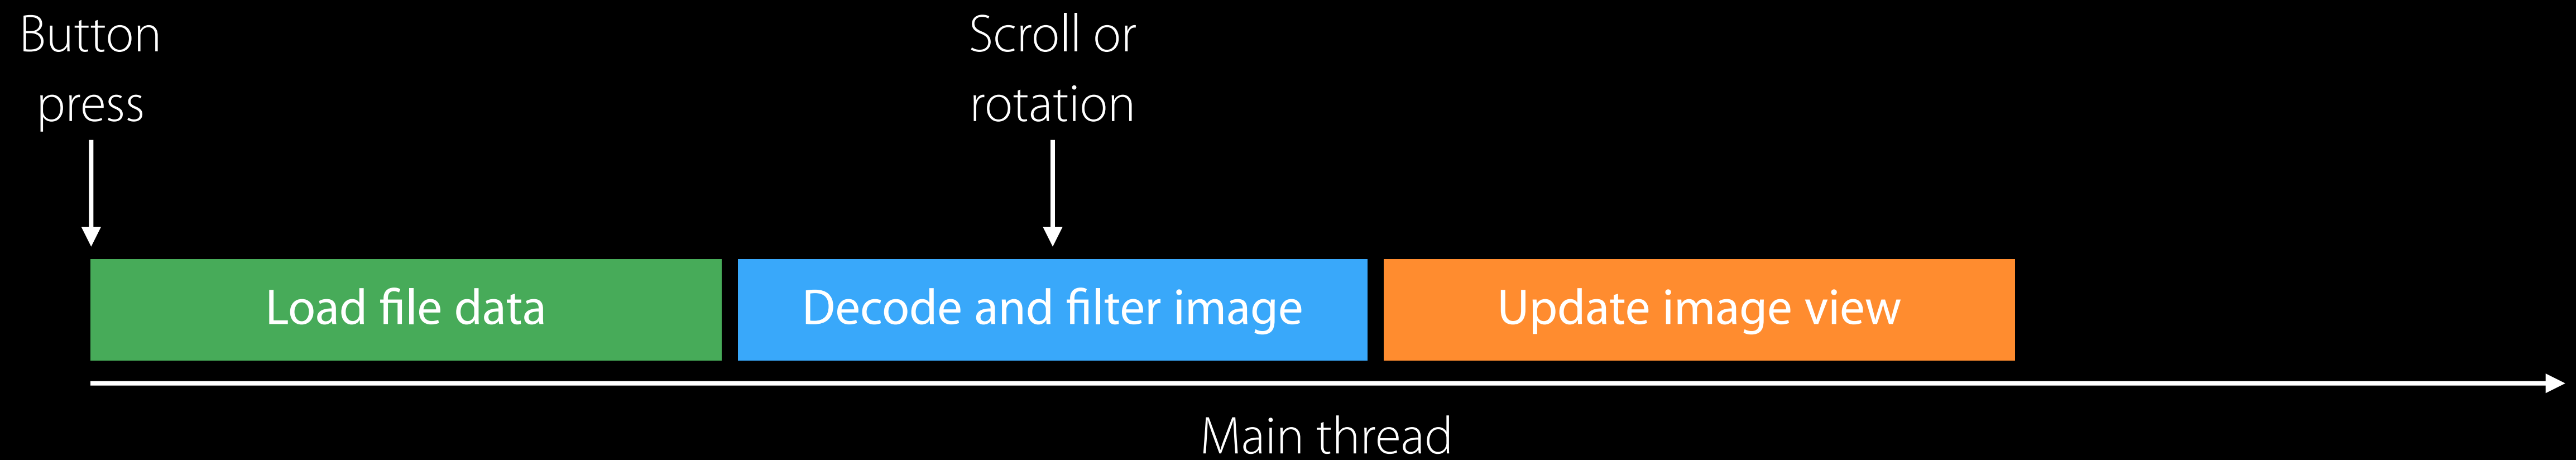 Button
press
Scroll or
rotation
Load file data
Decode and filter image
Update image view
Main thread